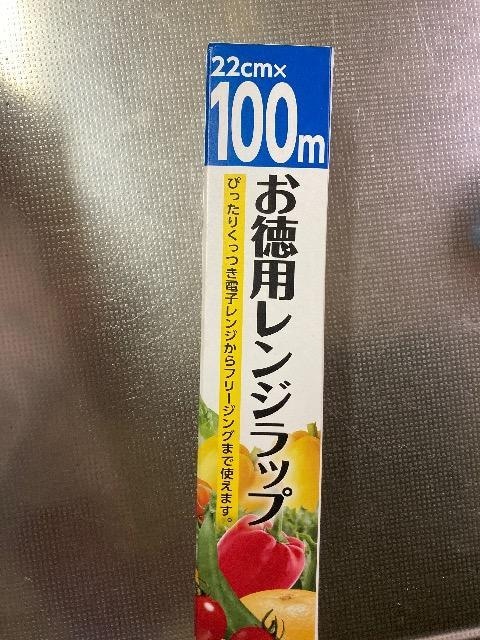 22cm×
100m
お徳用レンジラップ
ぴったりくっつき電子レンジからフリージングまで使えます。